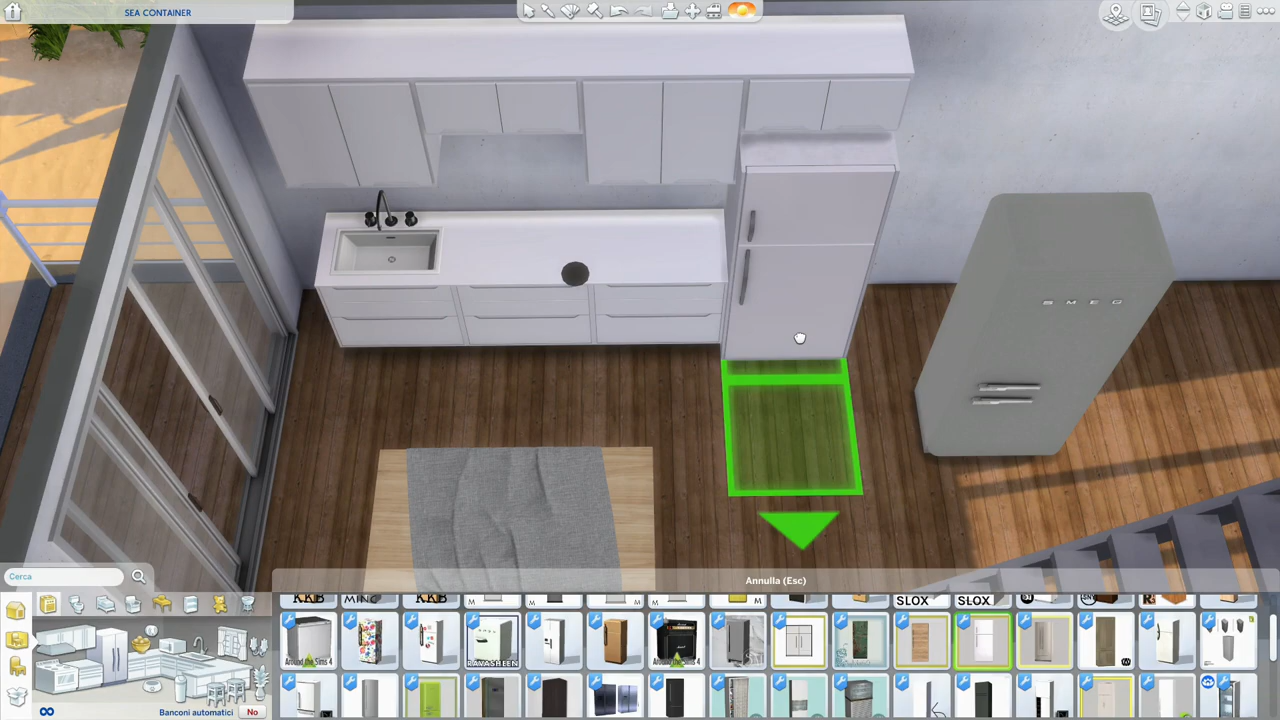 SEA CONTAINER
SMEG
Cerca
Annulla (Esc)
KKB
MINC
KKB
M
M
M
M
M
SLOX
SLOX
Around the Sims 4
RAVASHEEN
Around the Sims 4
Banconi automatici
No